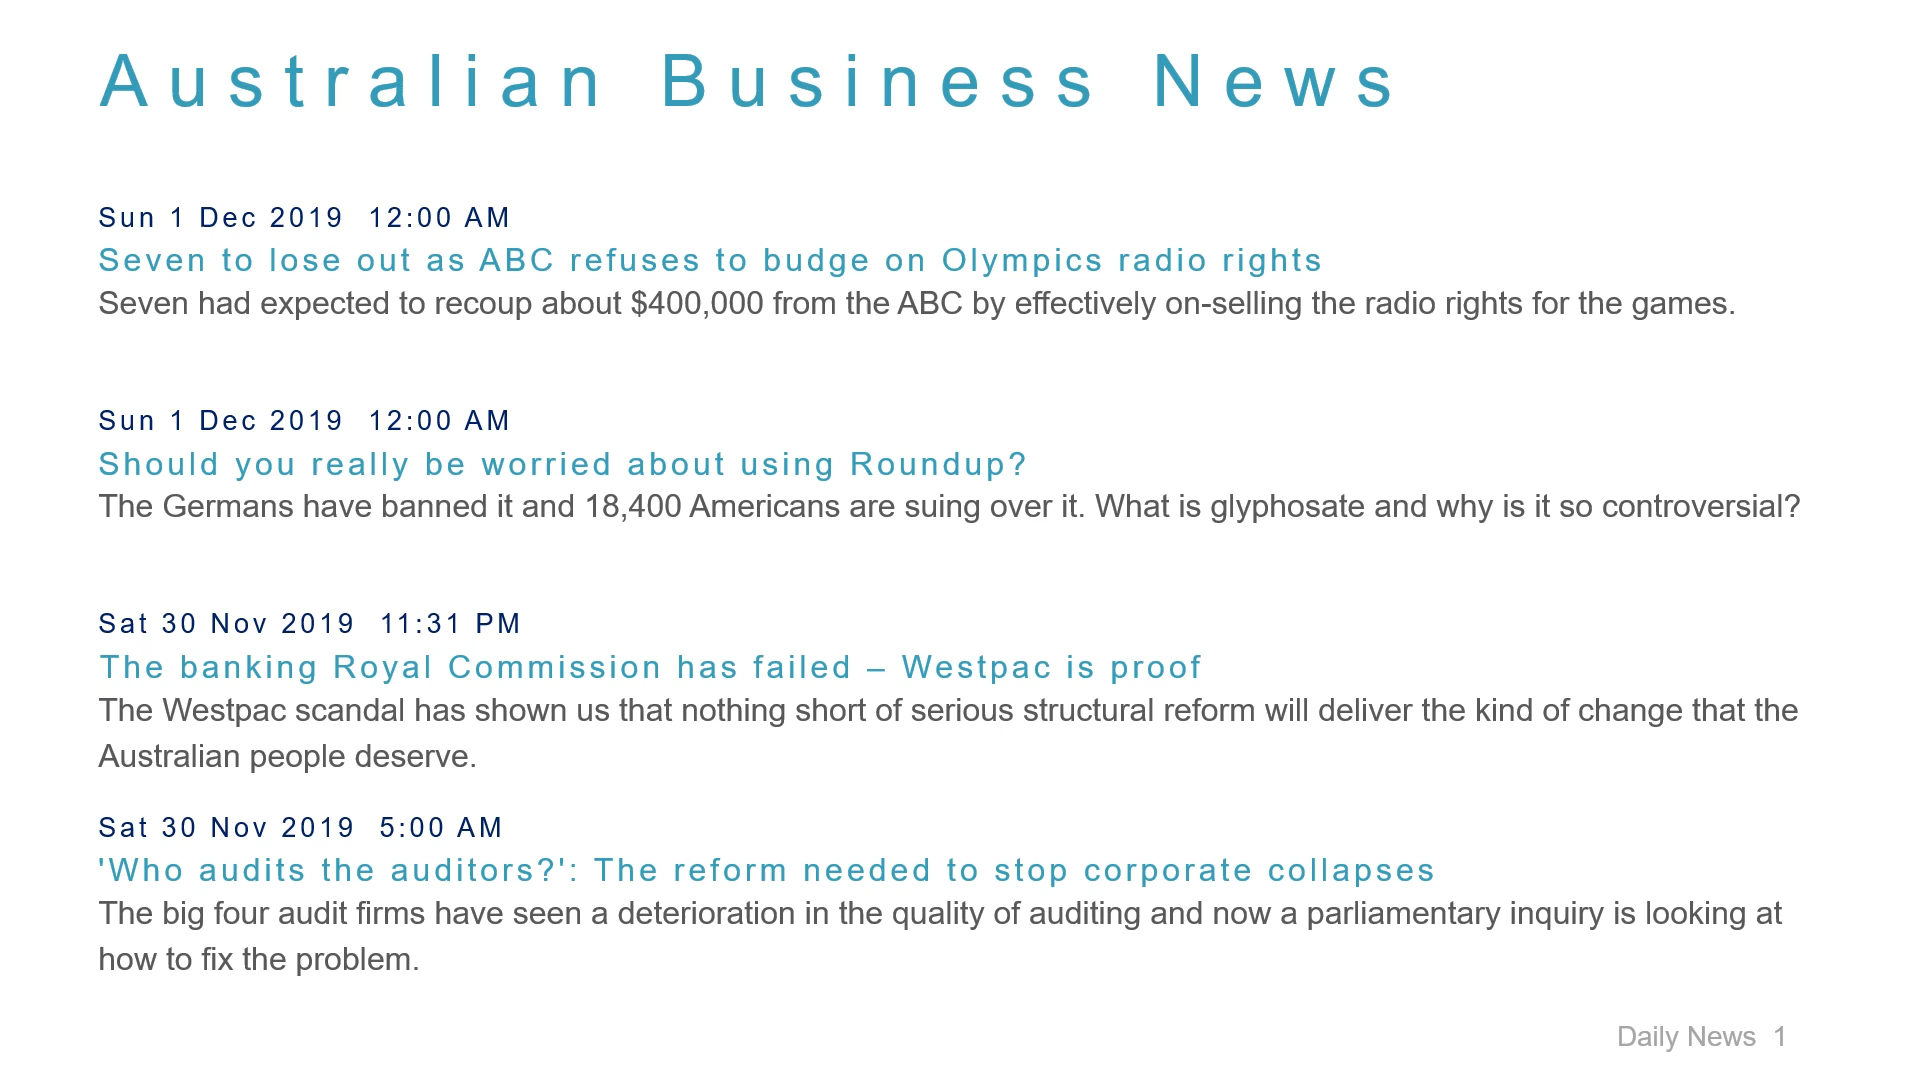 Australian Business News
Sun 1 Dec 2019  12:00 AM
Seven to lose out as ABC refuses to budge on Olympics radio rights
Seven had expected to recoup about $400,000 from the ABC by effectively on-selling the radio rights for the games.
Sun 1 Dec 2019  12:00 AM
Should you really be worried about using Roundup?
The Germans have banned it and 18,400 Americans are suing over it. What is glyphosate and why is it so controversial?
Sat 30 Nov 2019  11:31 PM
The banking Royal Commission has failed – Westpac is proof
The Westpac scandal has shown us that nothing short of serious structural reform will deliver the kind of change that the
Australian people deserve.
Sat 30 Nov 2019  5:00 AM
'Who audits the auditors?': The reform needed to stop corporate collapses
The big four audit firms have seen a deterioration in the quality of auditing and now a parliamentary inquiry is looking at
how to fix the problem.
Daily News  1